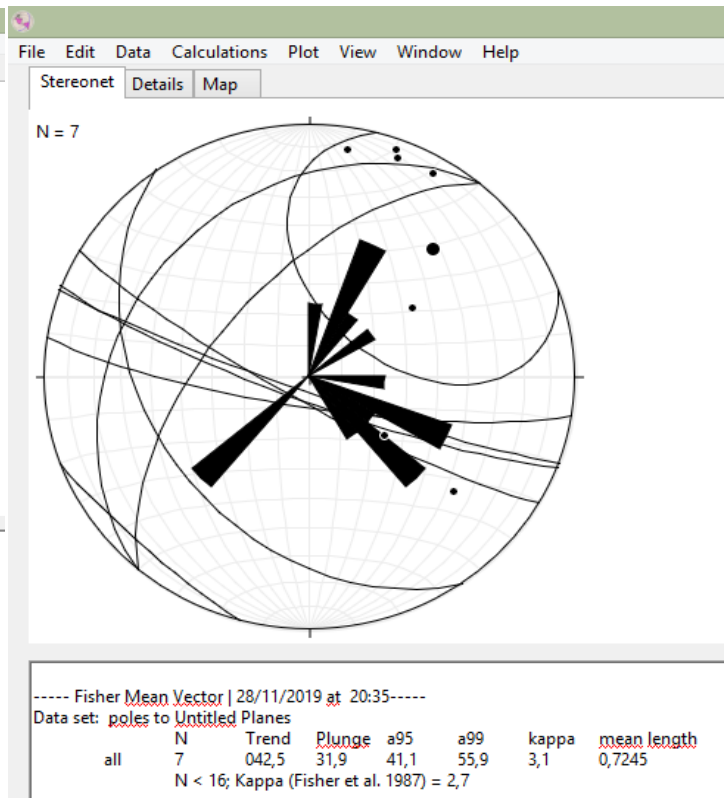 File Edit Data Calculations Plot View Window Help
Stereonet Details Map
N = 7
----- Fisher Mean Vector | 28/11/2019 at 20:35-----
Data set: poles to Untitled Planes
N Trend Plunge a95 a99 kappa mean length
all 7 042,5 31,9 41,1 55,9 3,1 0,7245
N < 16; Kappa (Fisher et al. 1987) = 2,7